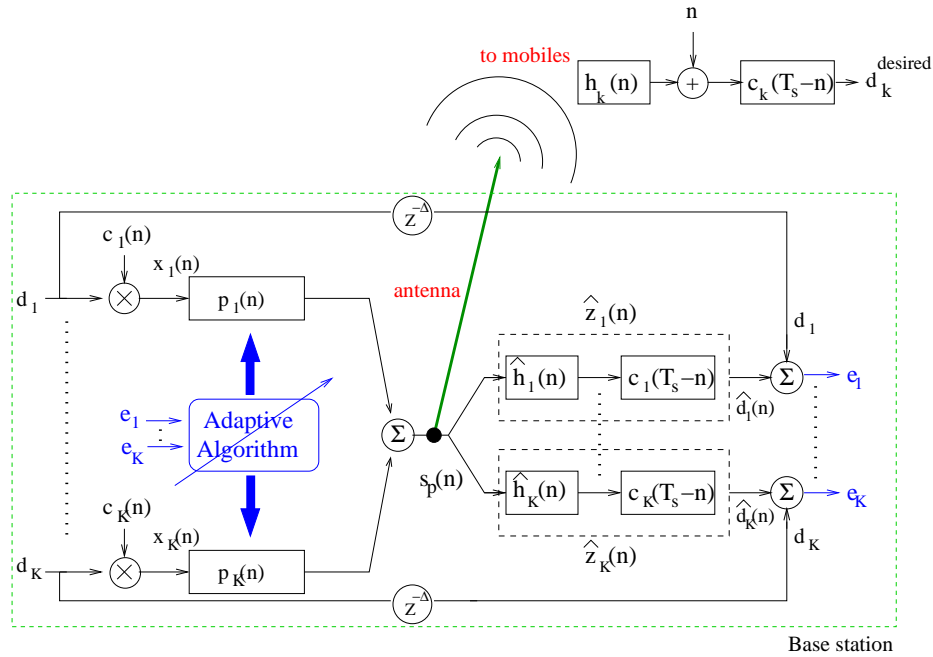 n
to mobiles
h_k(n)
+
c_k(T_s−n)
d_k^desired
z^−Δ
c_1(n)
x_1(n)
d_1
×
p_1(n)
antenna
ẑ_1(n)
ĥ_1(n)
c_1(T_s−n)
d_1
Σ
e_1
d̂_1(n)
e_1
e_K
Adaptive
Algorithm
Σ
s_p(n)
ĥ_K(n)
c_K(T_s−n)
Σ
e_K
d̂_K(n)
d_K
c_K(n)
x_K(n)
ẑ_K(n)
d_K
×
p_K(n)
z^−Δ
Base station